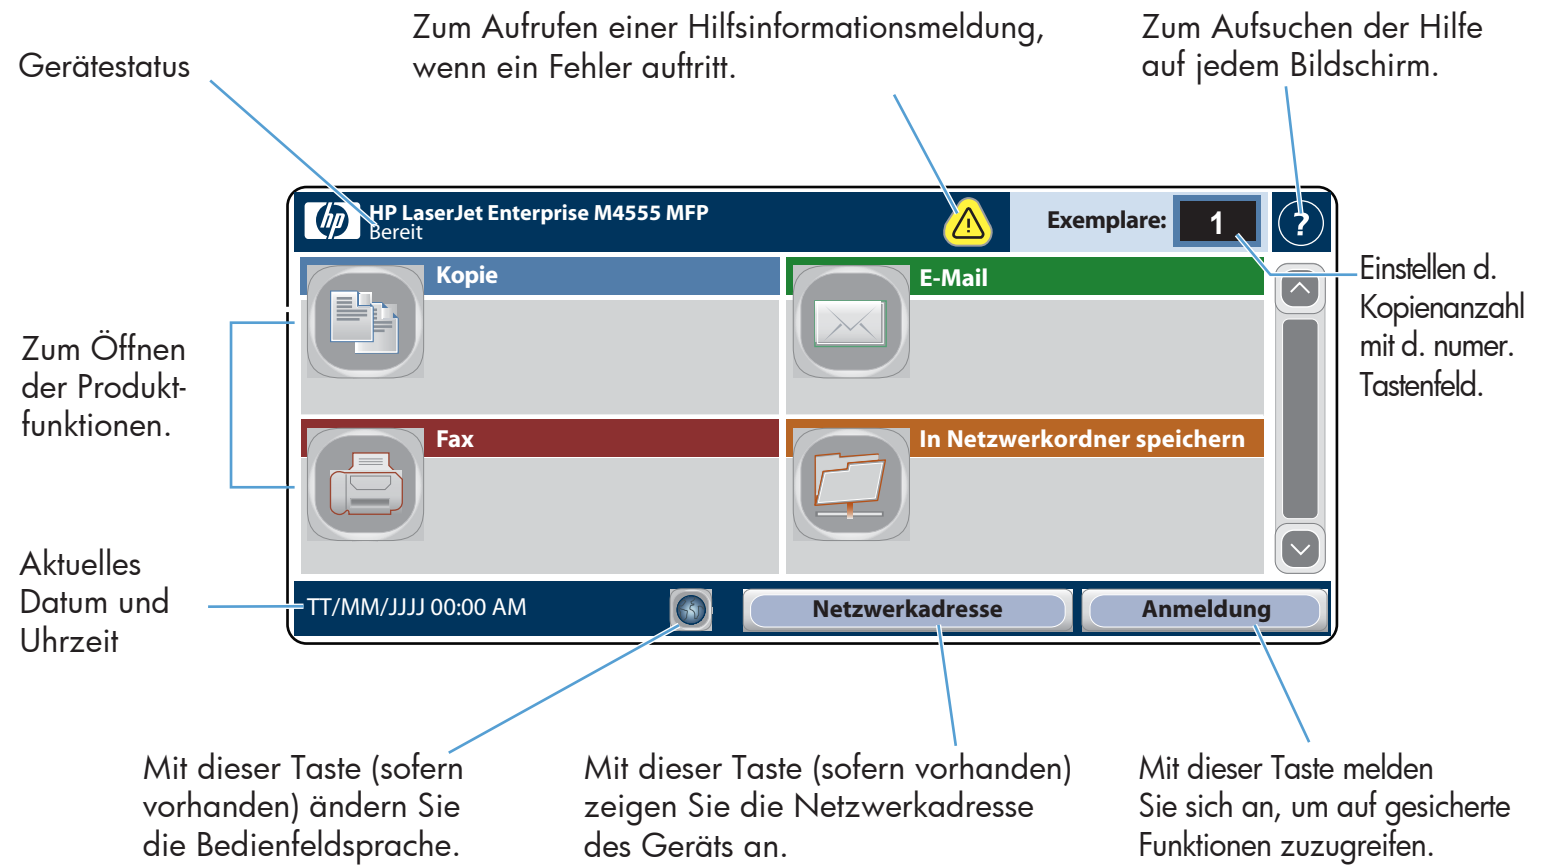 Gerätestatus
Zum Aufrufen einer Hilfsinformationsmeldung,
wenn ein Fehler auftritt.
Zum Aufsuchen der Hilfe
auf jedem Bildschirm.
hp
HP LaserJet Enterprise M4555 MFP
Bereit
Exemplare:
1
?
Kopie
E-Mail
Fax
In Netzwerkordner speichern
Einstellen d.
Kopienanzahl
mit d. numer.
Tastenfeld.
Zum Öffnen
der Produkt-
funktionen.
Aktuelles
Datum und
Uhrzeit
TT/MM/JJJJ 00:00 AM
Netzwerkadresse
Anmeldung
Mit dieser Taste (sofern
vorhanden) ändern Sie
die Bedienfeldsprache.
Mit dieser Taste (sofern vorhanden)
zeigen Sie die Netzwerkadresse
des Geräts an.
Mit dieser Taste melden
Sie sich an, um auf gesicherte
Funktionen zuzugreifen.